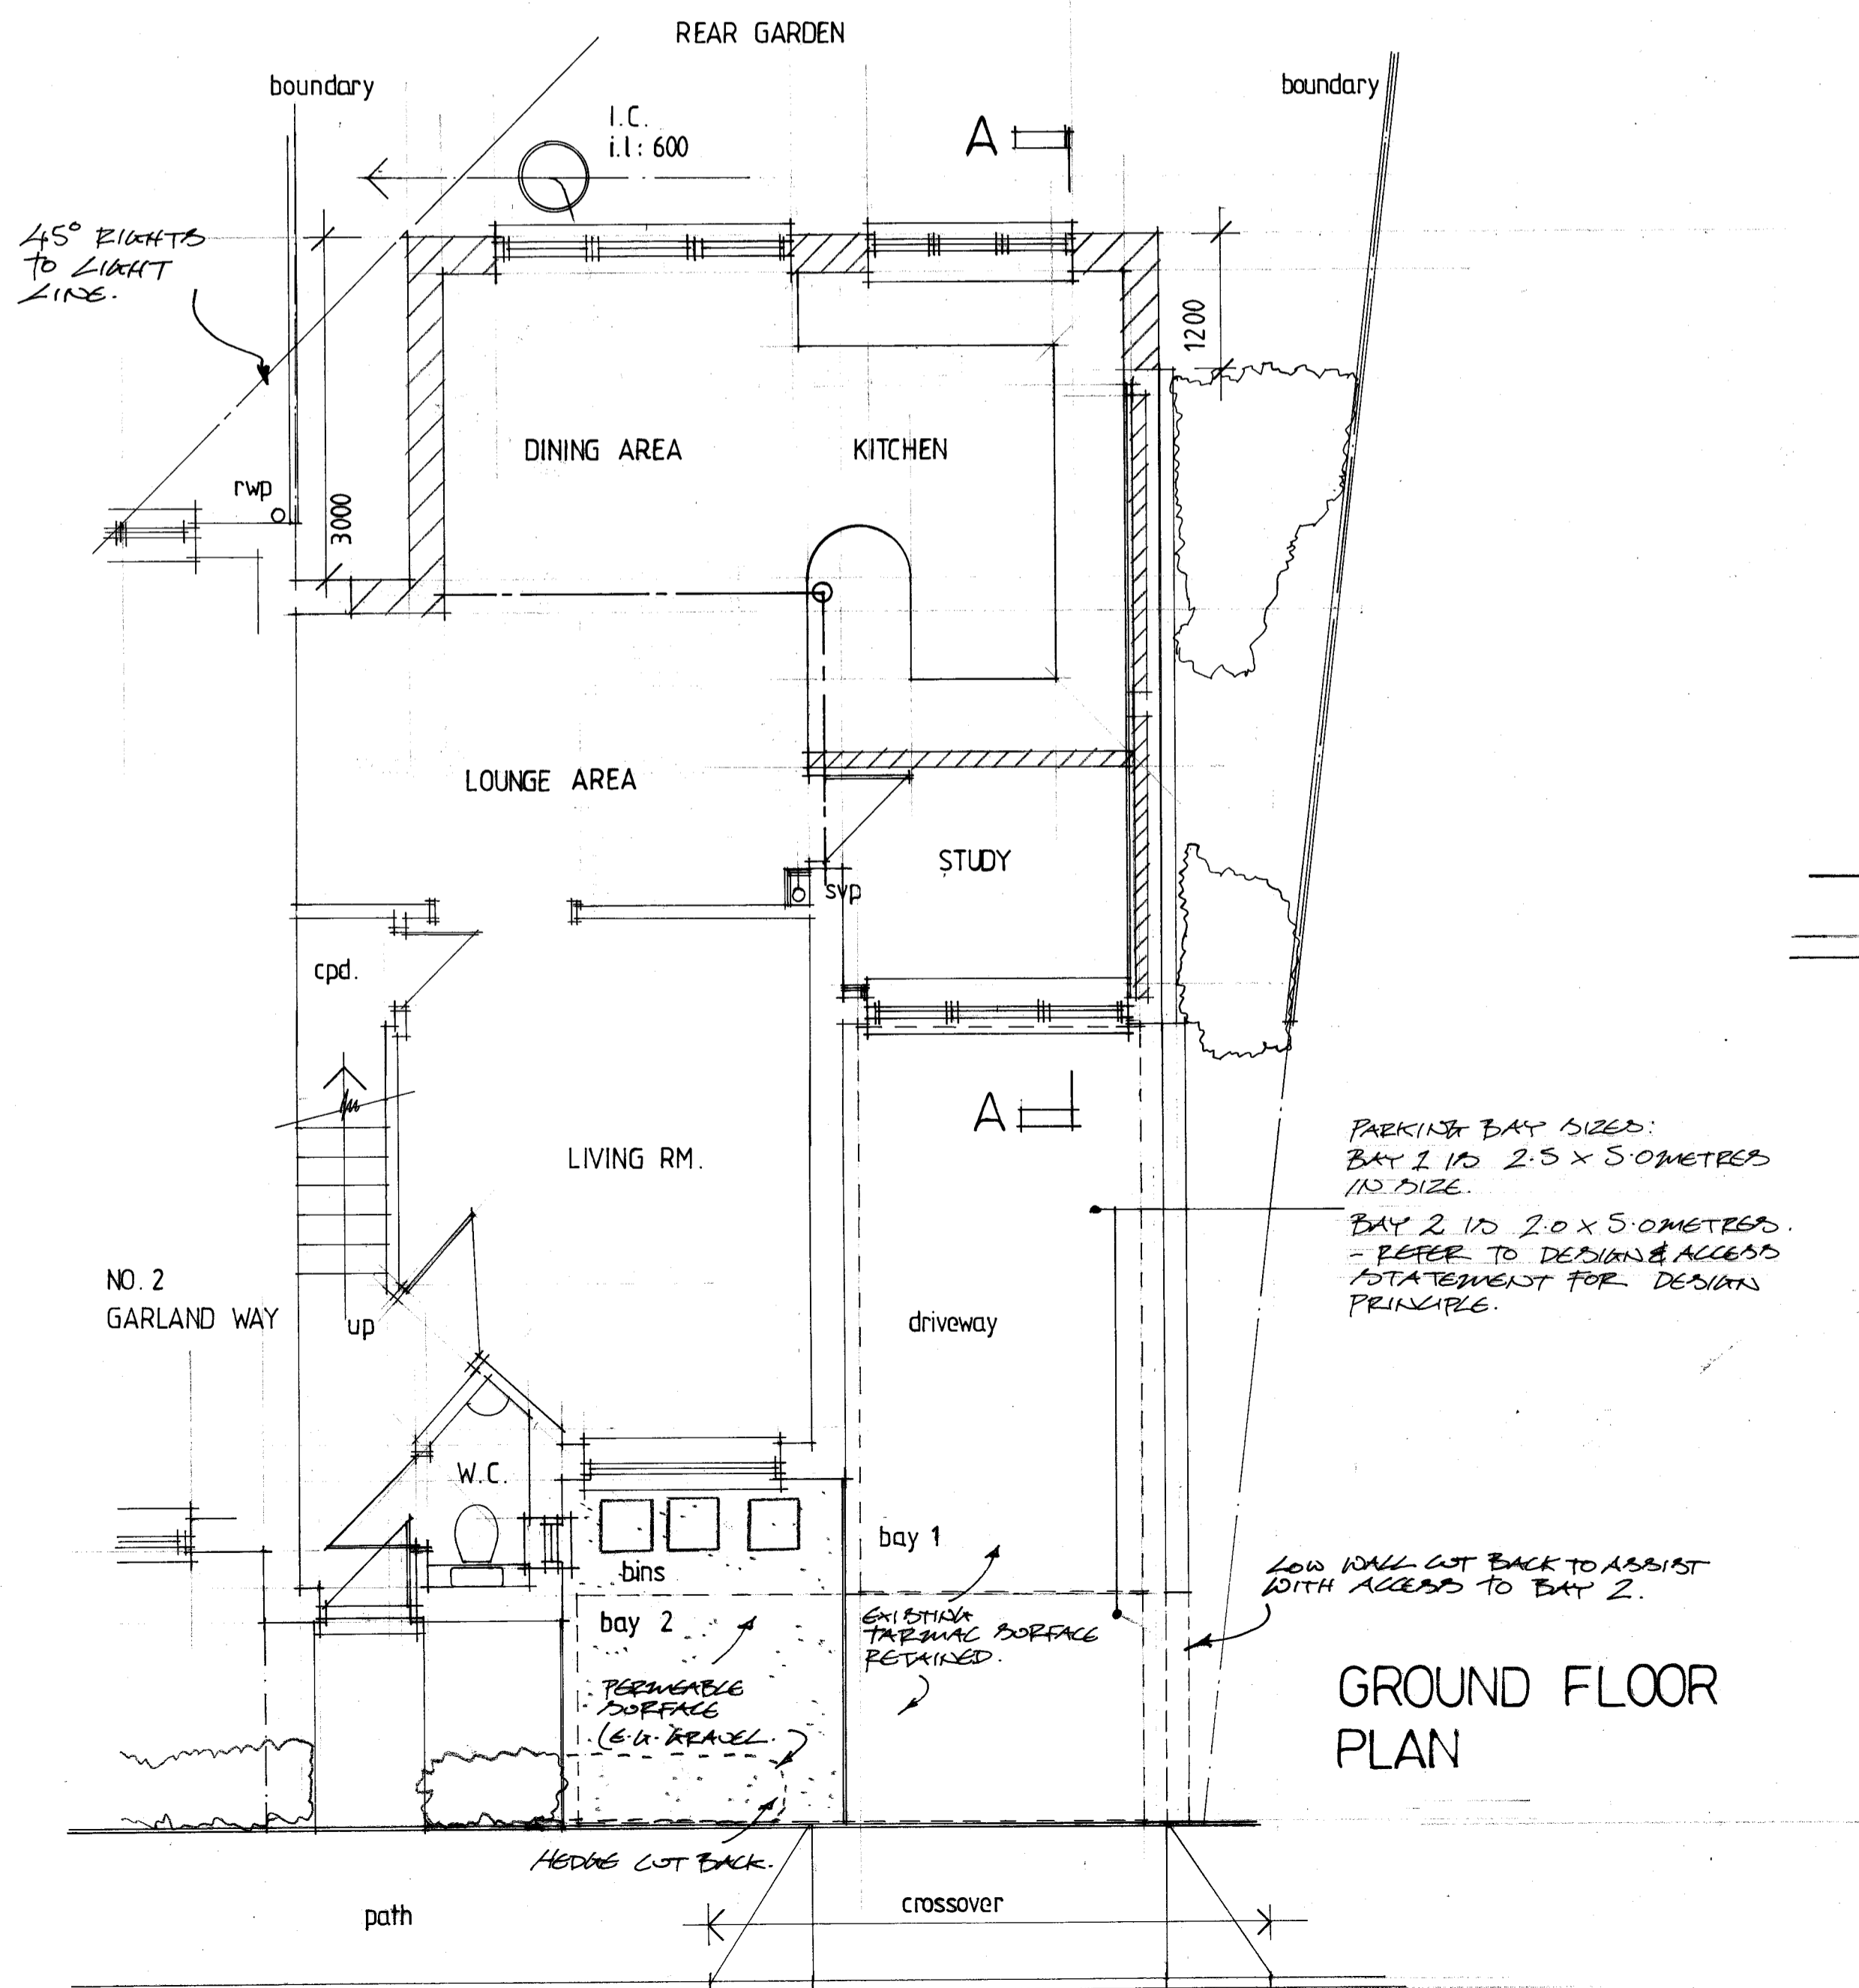 REAR GARDEN
boundary
boundary
I.C.
i.l: 600
A
45° RIGHTS
TO LIGHT
LINE.
1200
DINING AREA
KITCHEN
rwp
3000
LOUNGE AREA
STUDY
svp
cpd.
A
LIVING RM.
PARKING BAY SIZES:
BAY 1 IS 2.5 X 5.0 METRES
IN SIZE.
BAY 2 IS 2.0 X 5.0 METRES.
- REFER TO DESIGN & ACCESS
STATEMENT FOR DESIGN
PRINCIPLE.
NO. 2
GARLAND WAY
up
driveway
W.C.
bay 1
bins
LOW WALL CUT BACK TO ASSIST
WITH ACCESS TO BAY 2.
bay 2
EXISTING
TARMAC SURFACE
RETAINED.
PERMEABLE
SURFACE
(E.G. GRAVEL.
GROUND FLOOR
PLAN
HEDGE CUT BACK.
path
crossover